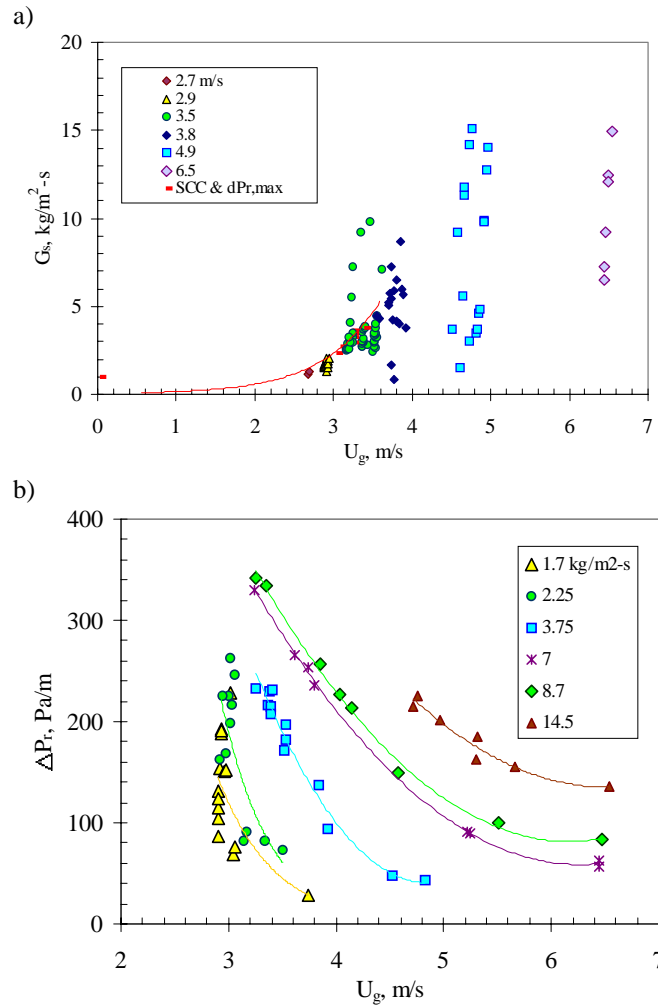 a)
20
15
10
5
0
Gs, kg/m²-s
2.7 m/s
2.9
3.5
3.8
4.9
6.5
SCC & dPr,max
0 1 2 3 4 5 6 7
Ug, m/s
b)
400
300
200
100
0
ΔPr, Pa/m
1.7 kg/m2-s
2.25
3.75
7
8.7
14.5
2 3 4 5 6 7
Ug, m/s